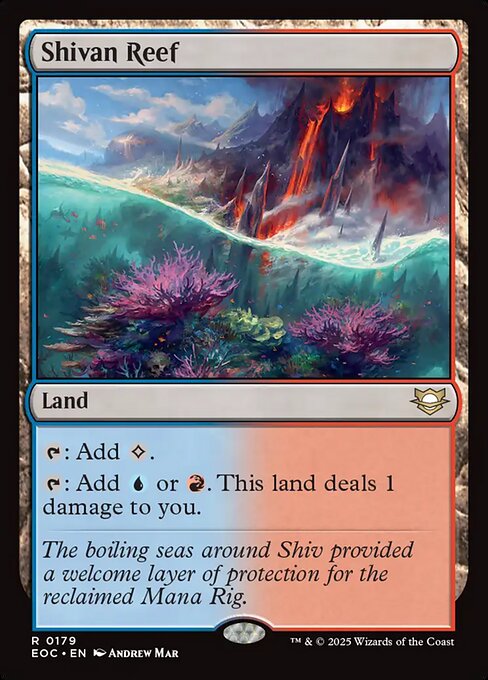 Shivan Reef
Land
: Add .
: Add or . This land deals 1
damage to you.
The boiling seas around Shiv provided
a welcome layer of protection for the
reclaimed Mana Rig.
R 0179
EOC • EN Andrew Mar
™ & © 2025 Wizards of the Coast